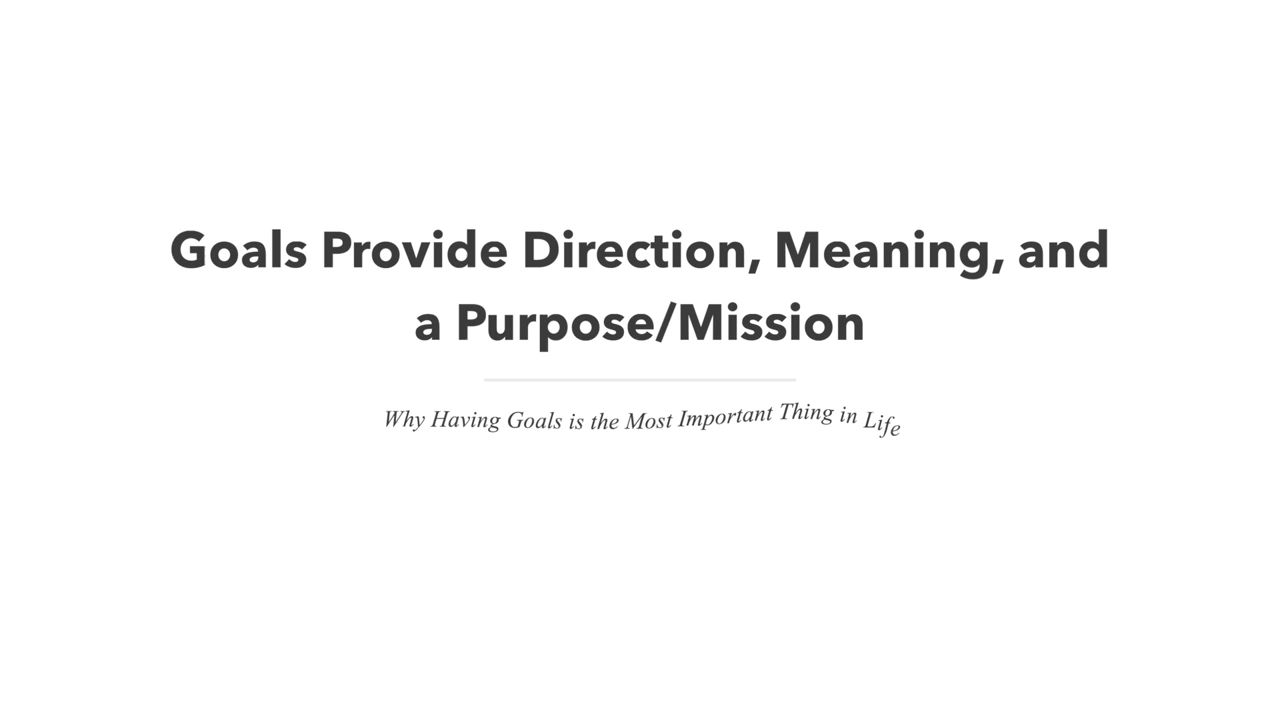 Goals Provide Direction, Meaning, and
a Purpose/Mission
Why Having Goals is the Most Important Thing in Life